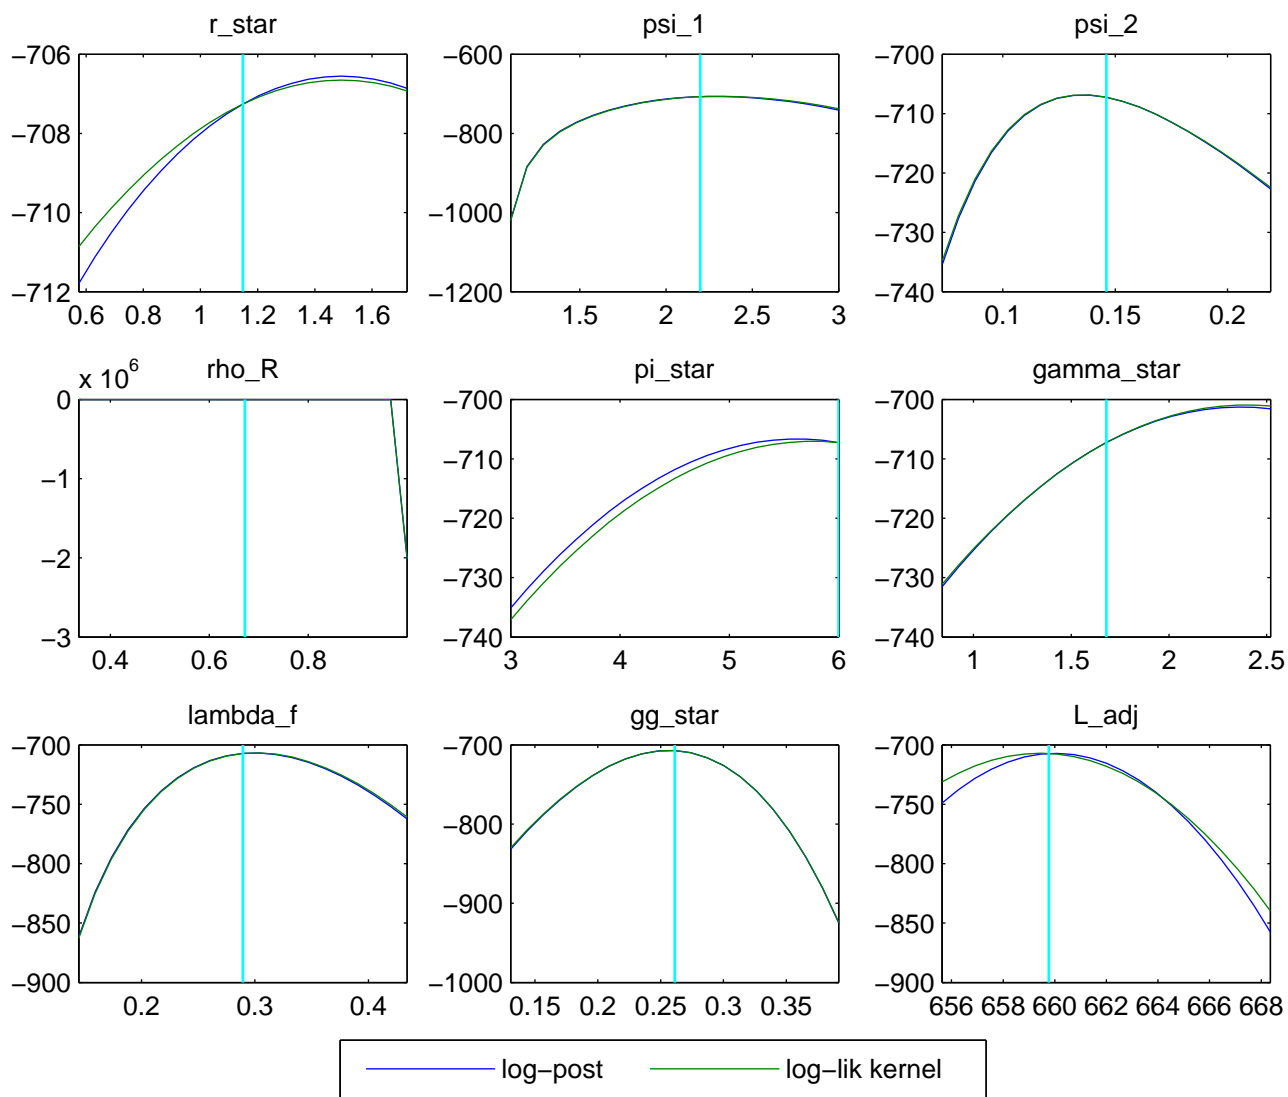 r_star
−706
−708
−710
−712
0.6 0.8 1 1.2 1.4 1.6
psi_1
−600
−800
−1000
−1200
1.5 2 2.5 3
psi_2
−700
−710
−720
−730
−740
0.1 0.15 0.2
rho_R
x 10^6
0
−1
−2
−3
0.4 0.6 0.8
pi_star
−700
−710
−720
−730
−740
3 4 5 6
gamma_star
−700
−710
−720
−730
−740
1 1.5 2 2.5
lambda_f
−700
−750
−800
−850
−900
0.2 0.3 0.4
gg_star
−700
−800
−900
−1000
0.15 0.2 0.25 0.3 0.35
L_adj
−700
−750
−800
−850
−900
656 658 660 662 664 666 668
log−post log−lik kernel